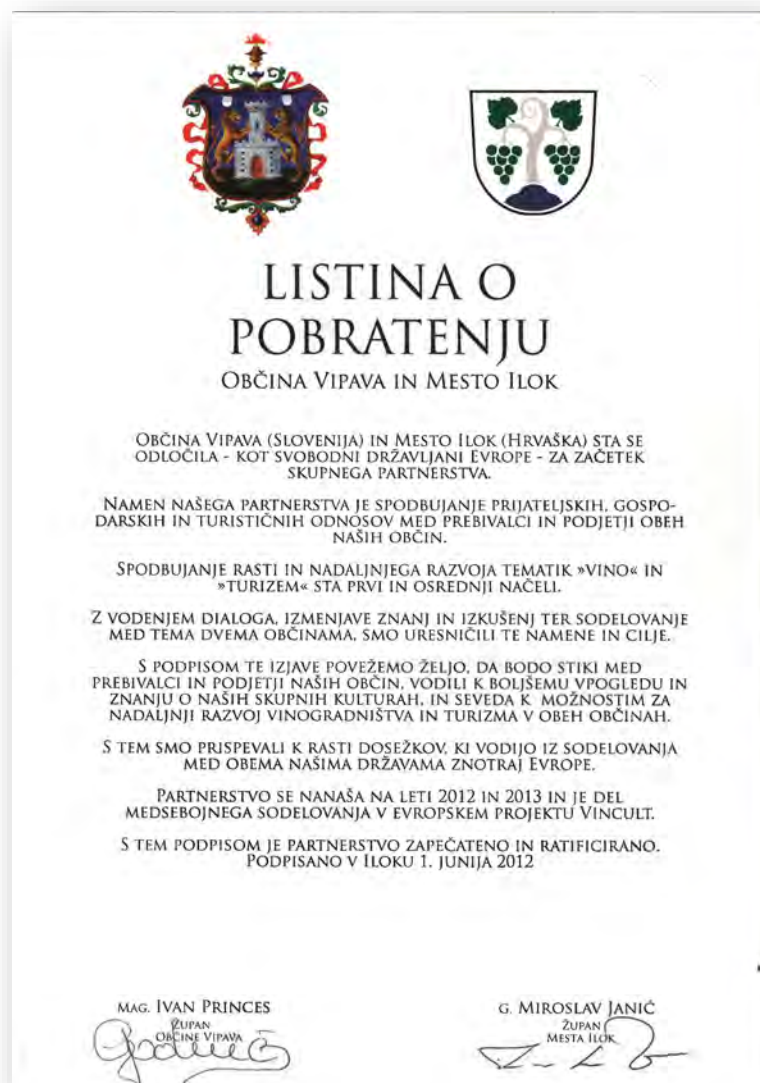 LISTINA O
POBRATENJU
OBČINA VIPAVA IN MESTO ILOK
OBČINA VIPAVA (SLOVENIJA) IN MESTO ILOK (HRVAŠKA) STA SE
ODLOČILA - KOT SVOBODNI DRŽAVLJANI EVROPE - ZA ZAČETEK
SKUPNEGA PARTNERSTVA.
NAMEN NAŠEGA PARTNERSTVA JE SPODBUJANJE PRIJATELJSKIH, GOSPO-
DARSKIH IN TURISTIČNIH ODNOSOV MED PREBIVALCI IN PODJETJI OBEH
NAŠIH OBČIN.
SPODBUJANJE RASTI IN NADALJNJEGA RAZVOJA TEMATIK »VINO« IN
»TURIZEM« STA PRVI IN OSREDNJI NAČELI.
Z VODENJEM DIALOGA, IZMENJAVE ZNANJ IN IZKUŠENJ TER SODELOVANJE
MED TEMA DVEMA OBČINAMA, SMO URESNIČILI TE NAMENE IN CILJE.
S PODPISOM TE IZJAVE POVEŽEMO ŽELJO, DA BODO STIKI MED
PREBIVALCI IN PODJETJI NAŠIH OBČIN, VODILI K BOLJŠEMU VPOGLEDU IN
ZNANJU O NAŠIH SKUPNIH KULTURAH, IN SEVEDA K MOŽNOSTIM ZA
NADALJNJI RAZVOJ VINOGRADNIŠTVA IN TURIZMA V OBEH OBČINAH.
S TEM SMO PRISPEVALI K RASTI DOSEŽKOV, KI VODIJO IZ SODELOVANJA
MED OBEMA NAŠIMA DRŽAVAMA ZNOTRAJ EVROPE.
PARTNERSTVO SE NANAŠA NA LETI 2012 IN 2013 IN JE DEL
MEDSEBOJNEGA SODELOVANJA V EVROPSKEM PROJEKTU VINCULT.
S TEM PODPISOM JE PARTNERSTVO ZAPEČATENO IN RATIFICIRANO.
PODPISANO V ILOKU 1. JUNIJA 2012
MAG. IVAN PRINCES
ŽUPAN
OBČINE VIPAVA
G. MIROSLAV JANIĆ
ŽUPAN
MESTA ILOK